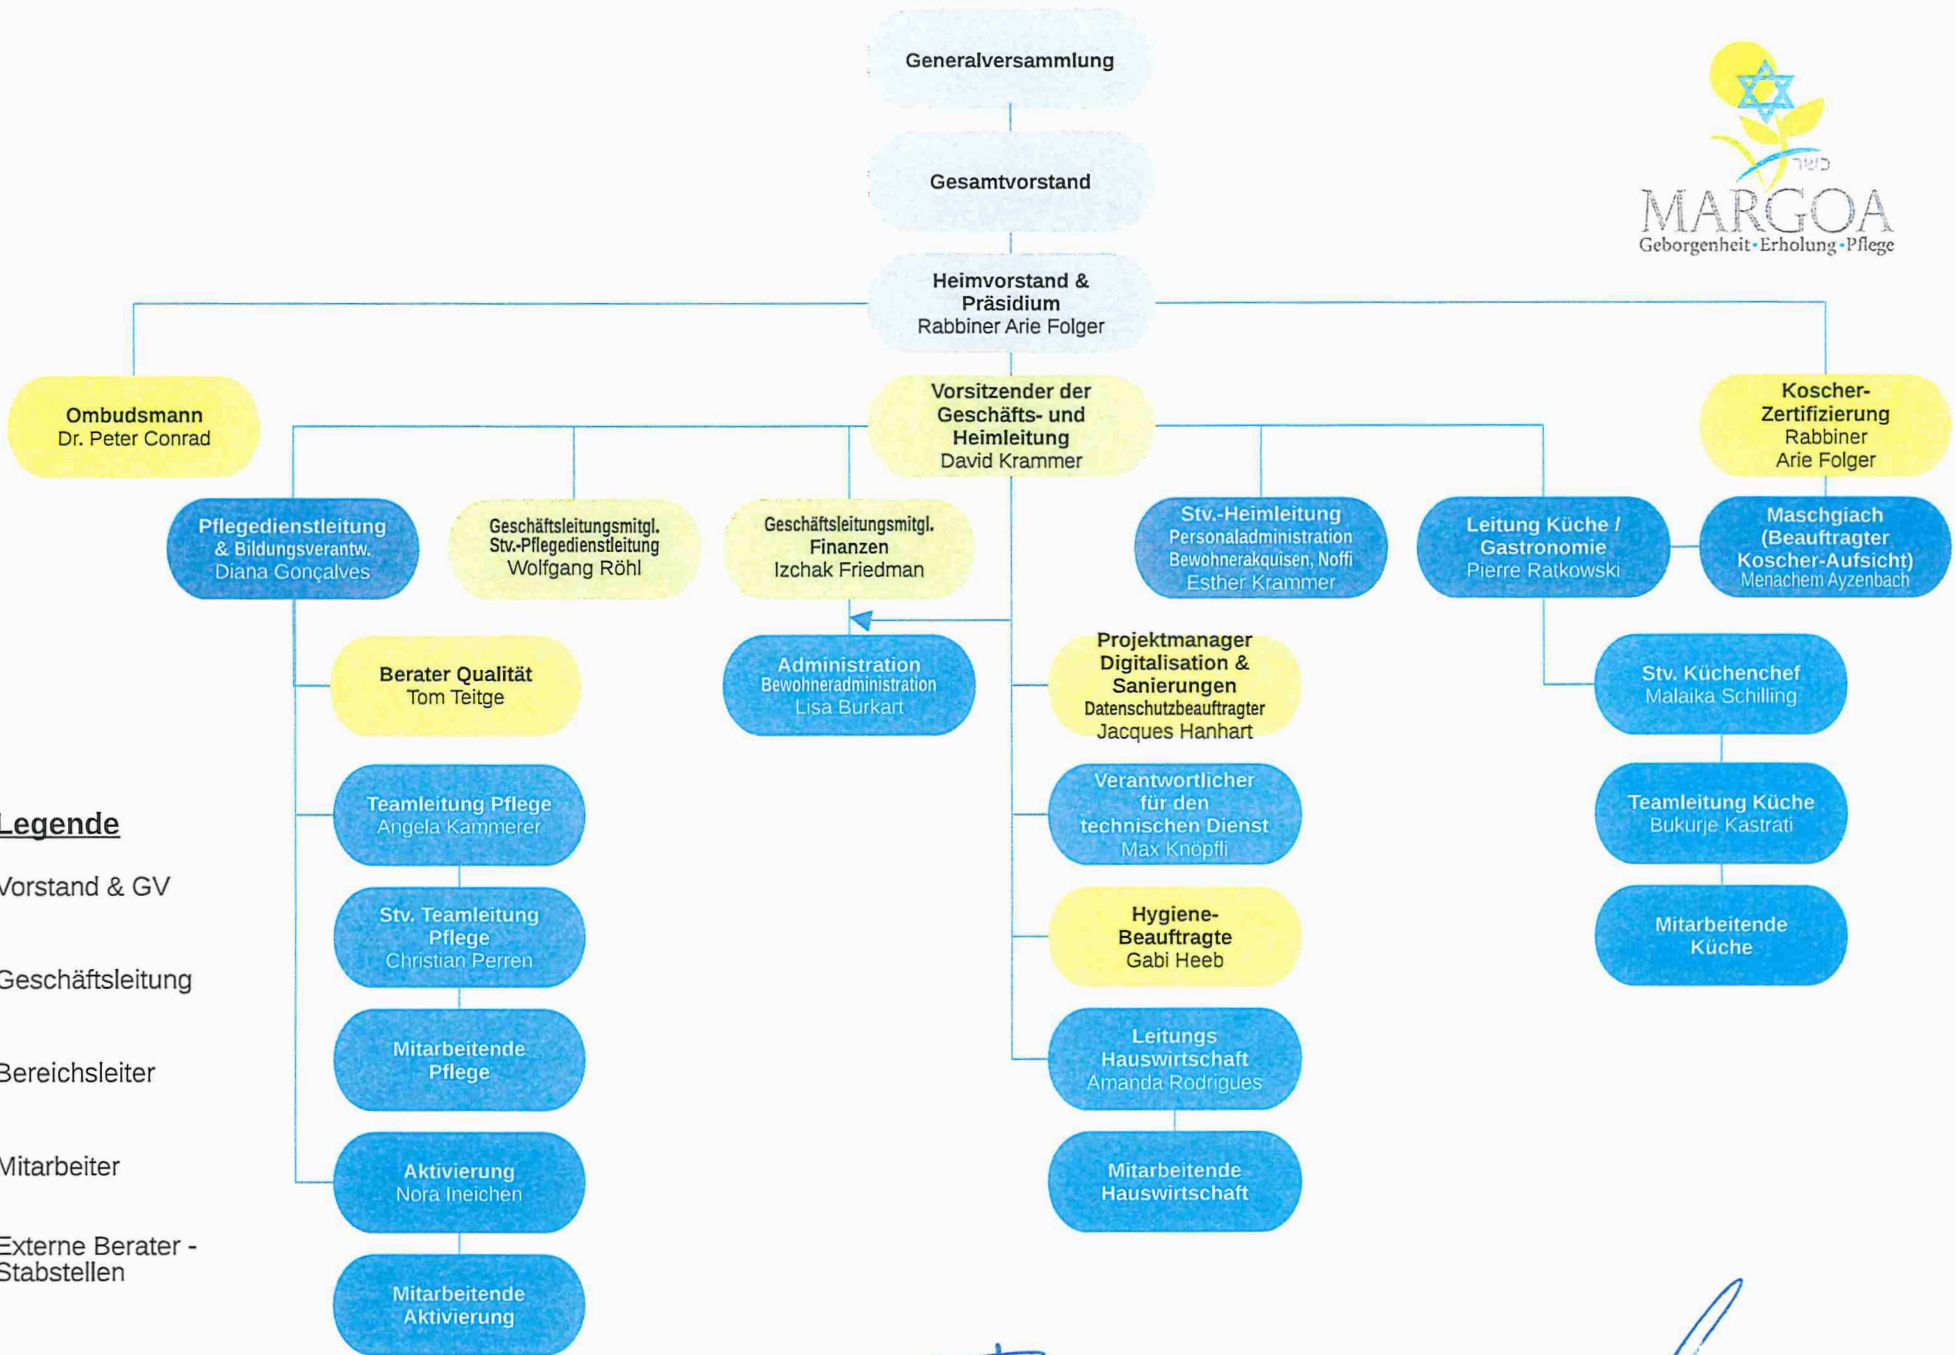 Generalversammlung
Gesamtvorstand
Heimvorstand &
Präsidium
Rabbiner Arie Folger
כשר
MARGOA
Geborgenheit•Erholung•Pflege
Ombudsmann
Dr. Peter Conrad
Vorsitzender der
Geschäfts- und
Heimleitung
David Krammer
Koscher-
Zertifizierung
Rabbiner
Arie Folger
Pflegedienstleitung
& Bildungsverantw.
Diana Gonçalves
Geschäftsleitungsmitgl.
Stv.-Pflegedienstleitung
Wolfgang Röhl
Geschäftsleitungsmitgl.
Finanzen
Izchak Friedman
Stv.-Heimleitung
Personaladministration
Bewohnerakquisen, Noffi
Esther Krammer
Leitung Küche /
Gastronomie
Pierre Ratkowski
Maschgiach
(Beauftragter
Koscher-Aufsicht)
Menachem Ayzenbach
Berater Qualität
Tom Teitge
Administration
Bewohneradministration
Lisa Burkart
Projektmanager
Digitalisation &
Sanierungen
Datenschutzbeauftragter
Jacques Hanhart
Stv. Küchenchef
Malaika Schilling
Teamleitung Pflege
Angela Kammerer
Verantwortlicher
für den
technischen Dienst
Max Knöpfli
Teamleitung Küche
Bukurje Kastrati
Stv. Teamleitung
Pflege
Christian Perren
Hygiene-
Beauftragte
Gabi Heeb
Mitarbeitende
Küche
Mitarbeitende
Pflege
Leitungs
Hauswirtschaft
Amanda Rodrigues
Aktivierung
Nora Ineichen
Mitarbeitende
Hauswirtschaft
Mitarbeitende
Aktivierung
Legende
Vorstand & GV
Geschäftsleitung
Bereichsleiter
Mitarbeiter
Externe Berater -
Stabstellen